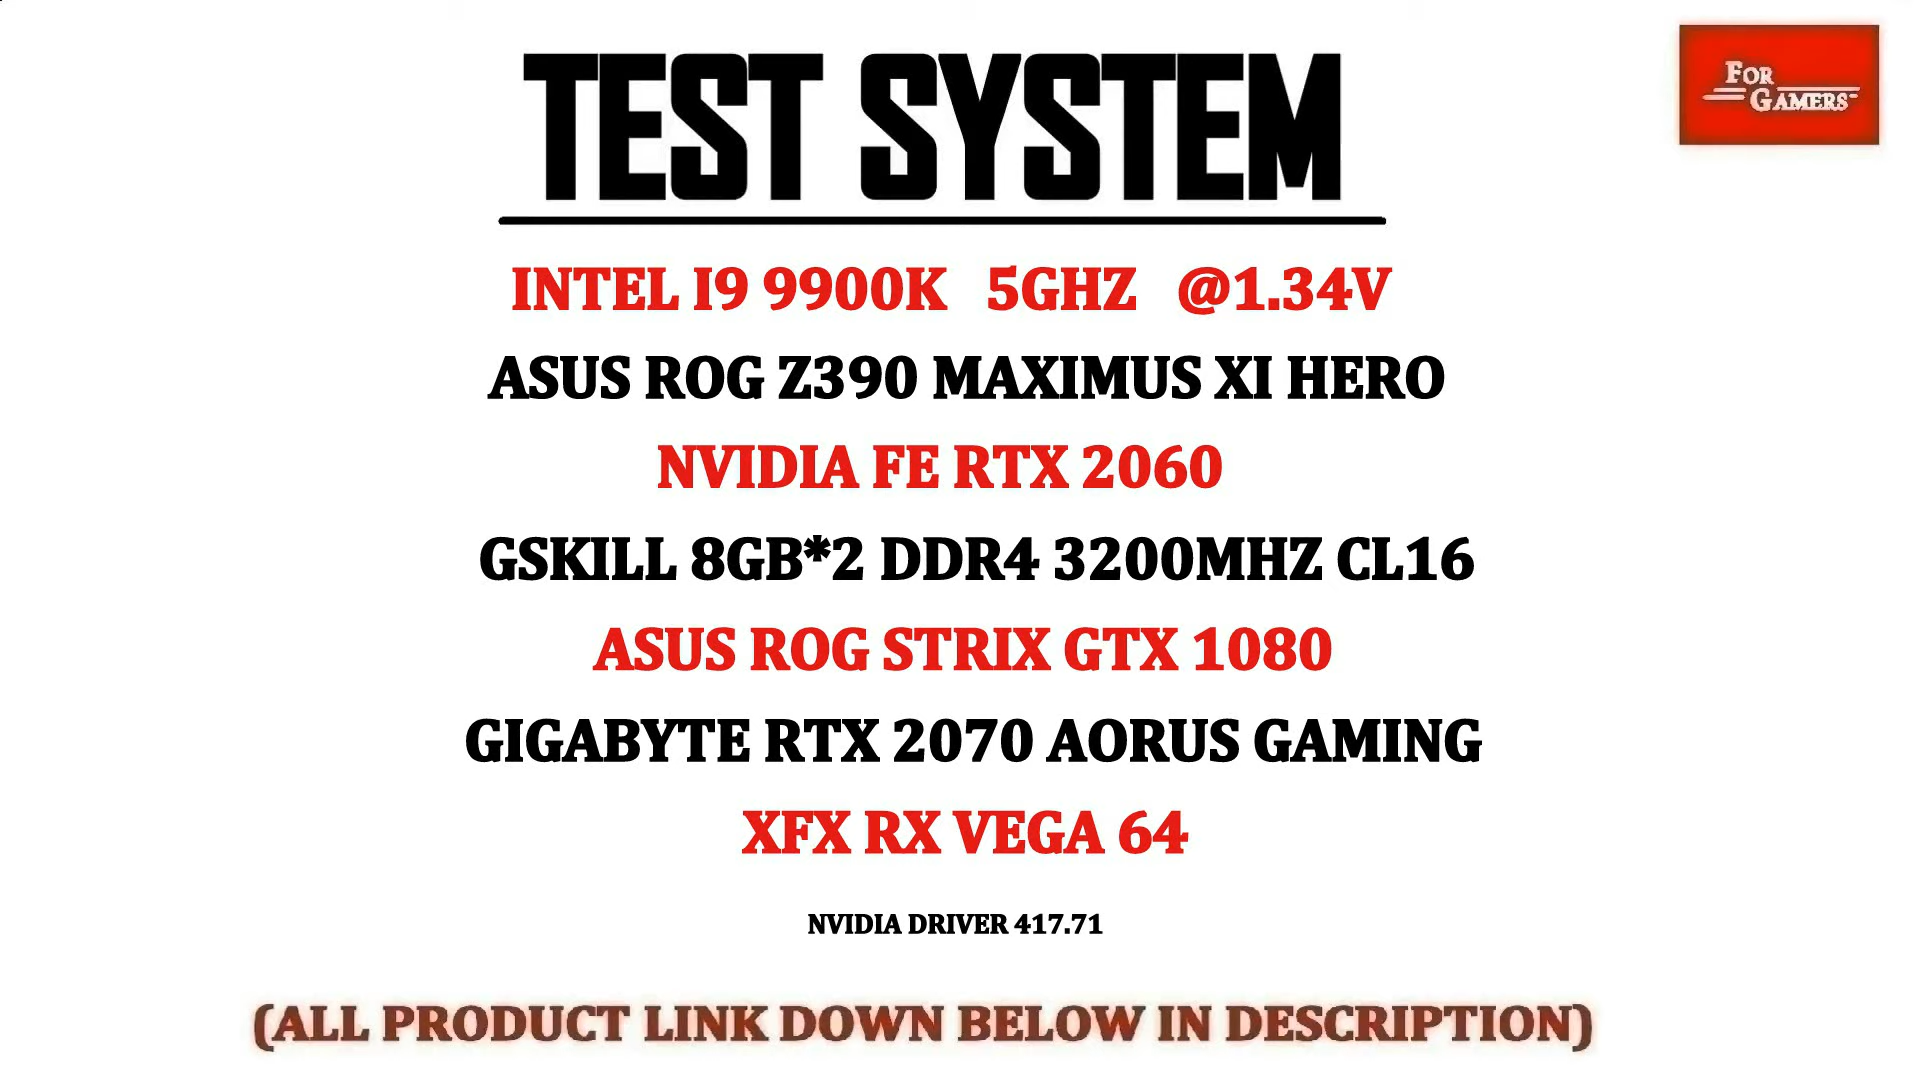 TEST SYSTEM
FOR
GAMERS
INTEL I9 9900K 5GHZ @1.34V
ASUS ROG Z390 MAXIMUS XI HERO
NVIDIA FE RTX 2060
GSKILL 8GB*2 DDR4 3200MHZ CL16
ASUS ROG STRIX GTX 1080
GIGABYTE RTX 2070 AORUS GAMING
XFX RX VEGA 64
NVIDIA DRIVER 417.71
(ALL PRODUCT LINK DOWN BELOW IN DESCRIPTION)